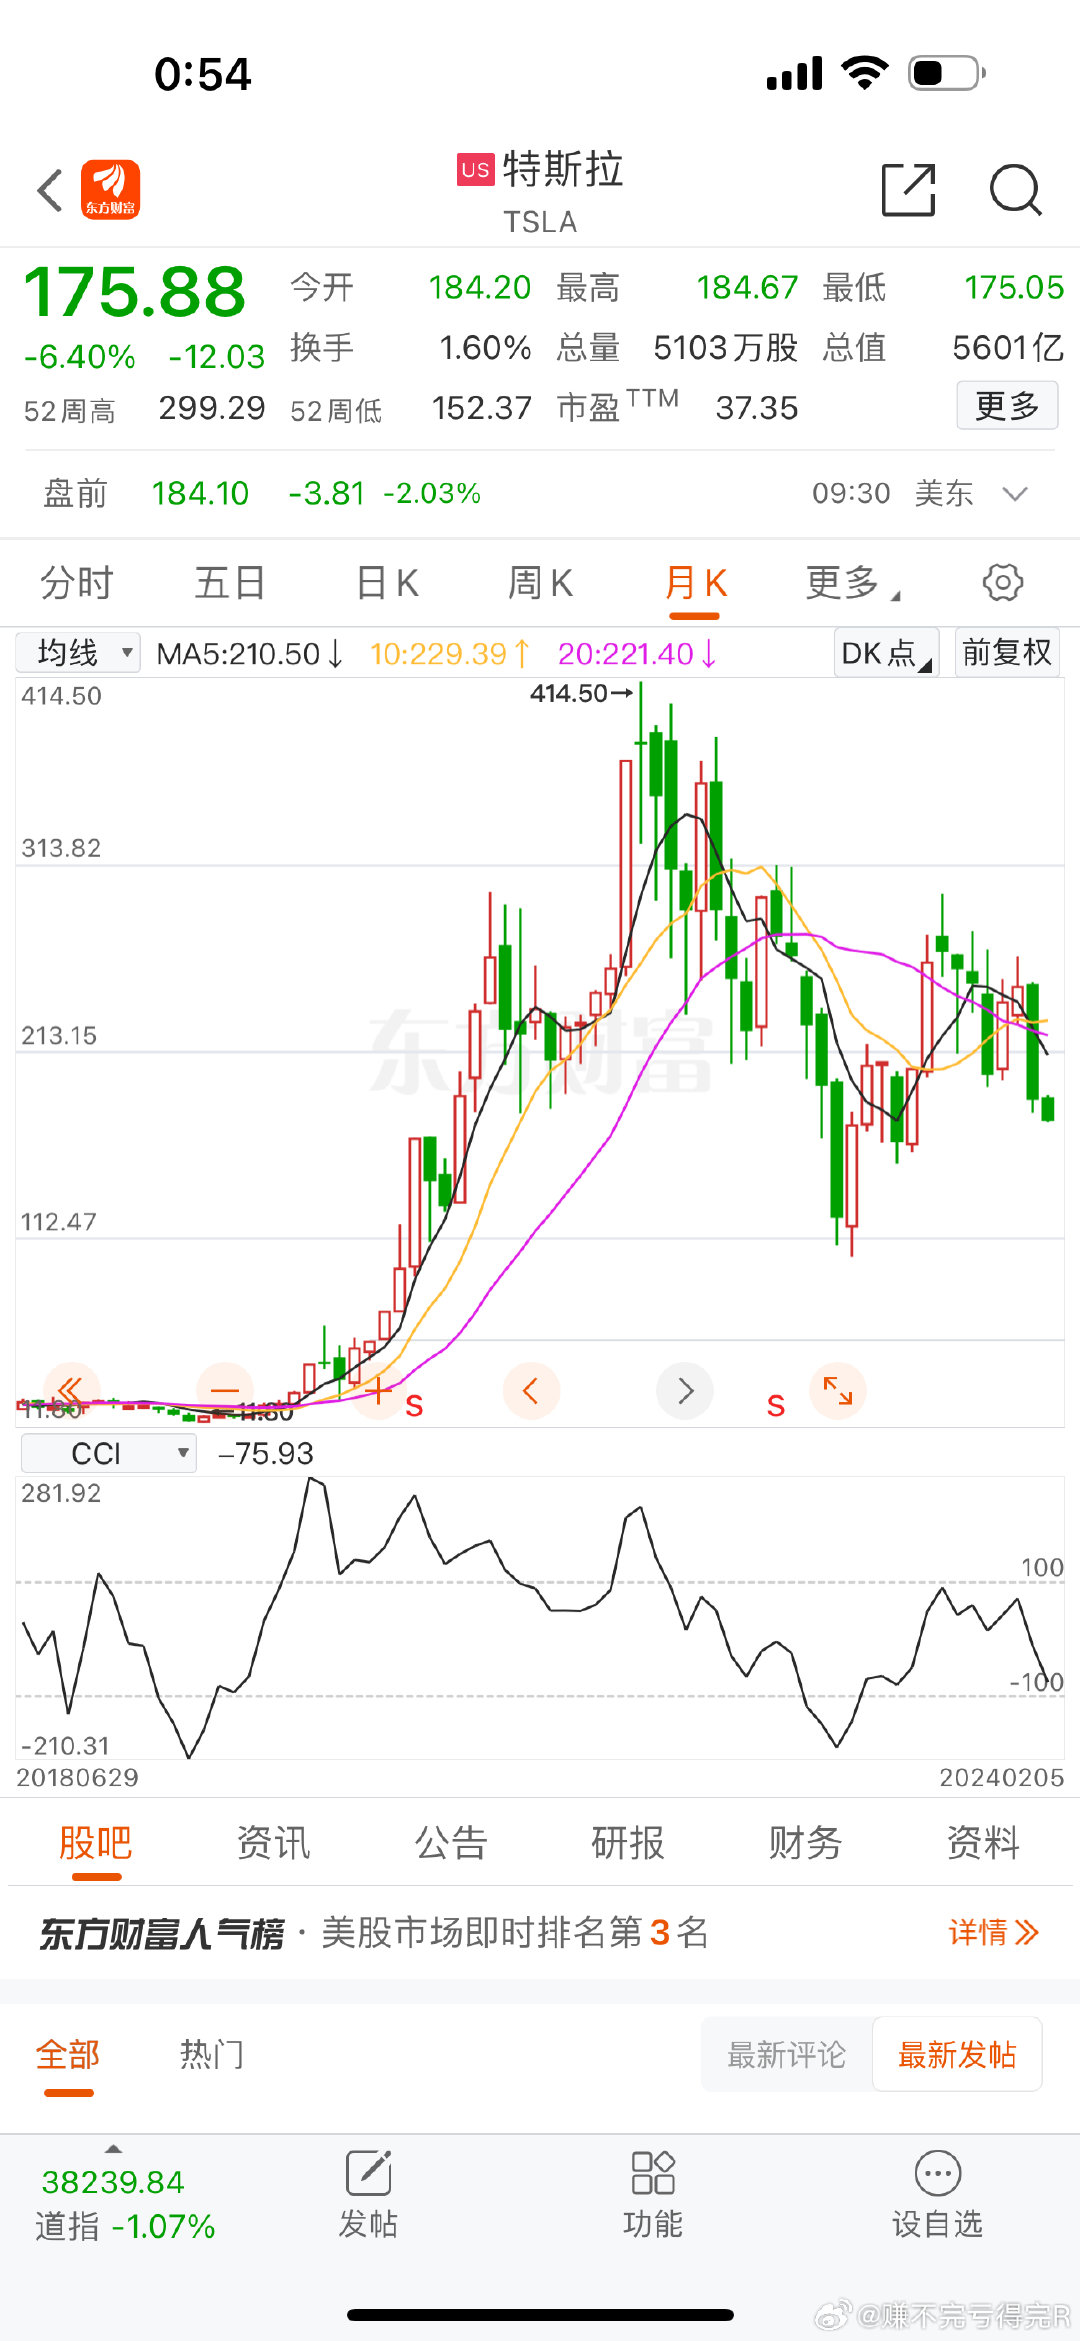 0:54
东方财富
US 特斯拉
TSLA
175.88 今开 184.20 最高 184.67 最低 175.05
-6.40% -12.03 换手 1.60% 总量 5103万股 总值 5601亿
52周高 299.29 52周低 152.37 市盈TTM 37.35 更多
盘前 184.10 -3.81 -2.03% 09:30 美东
分时 五日 日K 周K 月K 更多
均线 MA5:210.50↓ 10:229.39↑ 20:221.40↓ DK点 前复权
414.50 414.50→
313.82
东方财富
213.15
112.47
11.80 ←11.80 S S
CCI -75.93
281.92
100
-100
-210.31
20180629 20240205
股吧 资讯 公告 研报 财务 资料
东方财富人气榜 · 美股市场即时排名第3名 详情
全部 热门 最新评论 最新发帖
38239.84
道指 -1.07% 发帖 功能 设自选
@赚不完亏得完R